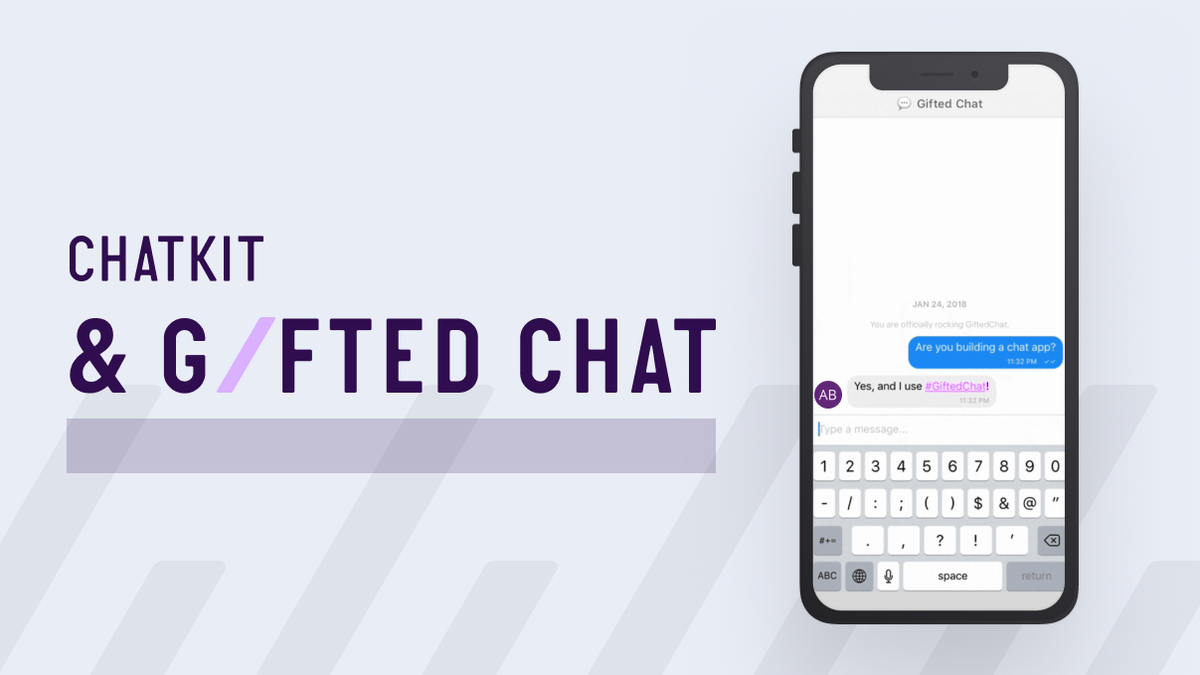 CHATKIT
& G/FTED CHAT
💬 Gifted Chat
JAN 24, 2018
You are officially rocking GiftedChat.
Are you building a chat app?
11:32 PM ✓✓
AB
Yes, and I use #GiftedChat!
11:32 PM
Type a message...
1 2 3 4 5 6 7 8 9 0
- / : ; ( ) $ & @ "
#+= . , ? ! '
ABC space return